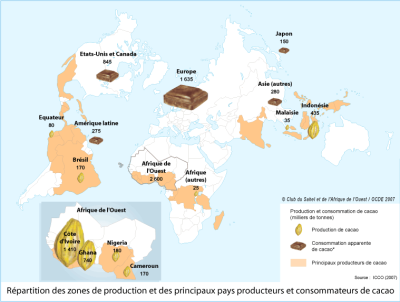 Japon
150
Etats-Unis et Canada
845
Europe
1 635
Asie (autres)
280
Indonésie
435
Malaisie
35
Equateur
80
Amérique latine
275
Brésil
170
Afrique de
l'Ouest
2 600
Afrique
(autres)
25
© Club du Sahel et de l'Afrique de l'Ouest / OCDE 2007
Afrique de l'Ouest
Côte
d'Ivoire
1 410
Ghana
740
Nigeria
180
Cameroun
170
Production et consommation de cacao
(milliers de tonnes)
Production de cacao
Consommation apparente
de cacao*
Principaux producteurs de cacao
Source : ICCO (2007)
Répartition des zones de production et des principaux pays producteurs et consommateurs de cacao